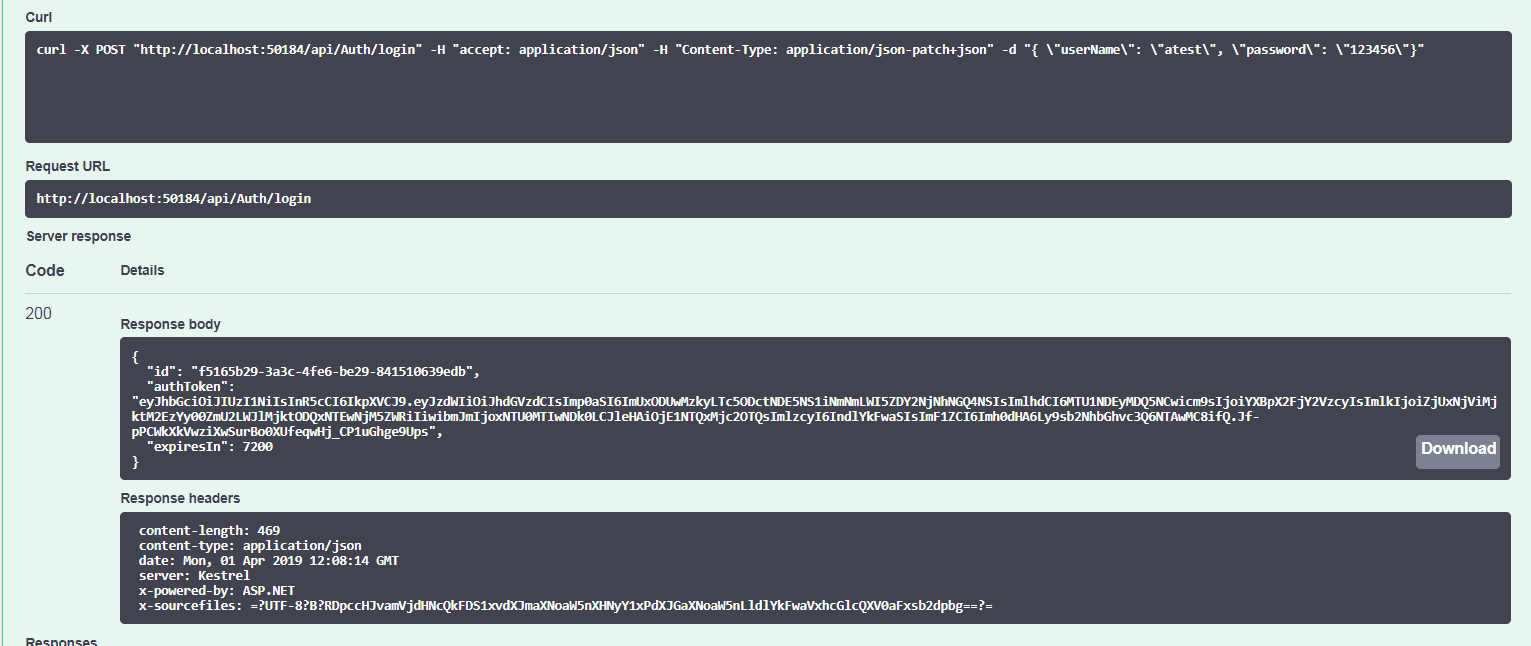 Curl
curl -X POST "http://localhost:50184/api/Auth/login" -H "accept: application/json" -H "Content-Type: application/json-patch+json" -d "{ \"userName\": \"atest\", \"password\": \"123456\"}"
Request URL
http://localhost:50184/api/Auth/login
Server response
Code Details
200
Response body
{
"id": "f5165b29-3a3c-4fe6-be29-841510639edb",
"authToken":
"eyJhbGciOiJIUzI1NiIsInR5cCI6IkpXVCJ9.eyJzdWIiOiJhdGVzdCIsImp0aSI6ImUxODUwMzkyLTc5ODctNDE5NS1iNmNmLWI5ZDY2NjNhNGQ4NSIsImlhdCI6MTU1NDEyMDQ5NCwicm9sIjoiYXBpX2FjY2VzcyIsImlkIjoiZjUxNjViMj
ktM2EzYy00ZmU2LWJlMjktODQxNTEwNjM5ZWRiIiwibmJmIjoxNTU0MTIwNDk0LCJleHAiOjE1NTQxMjc2OTQsImlzcyI6IndlYkFwaSIsImF1ZCI6Imh0dHA6Ly9sb2NhbGhvc3Q6NTAwMC8ifQ.Jf-
pPCWkXkVwziXwSurBo0XUfeqwHj_CP1uGhge9Ups",
"expiresIn": 7200
}
Download
Response headers
content-length: 469
content-type: application/json
date: Mon, 01 Apr 2019 12:08:14 GMT
server: Kestrel
x-powered-by: ASP.NET
x-sourcefiles: =?UTF-8?B?RDpccHJvamVjdHNcQkFDS1xvdXJmaXNoaW5nXHNyY1xPdXJGaXNoaW5nLldlYkFwaVxhcGlcQXV0aFxsb2dpbg==?=
Responses